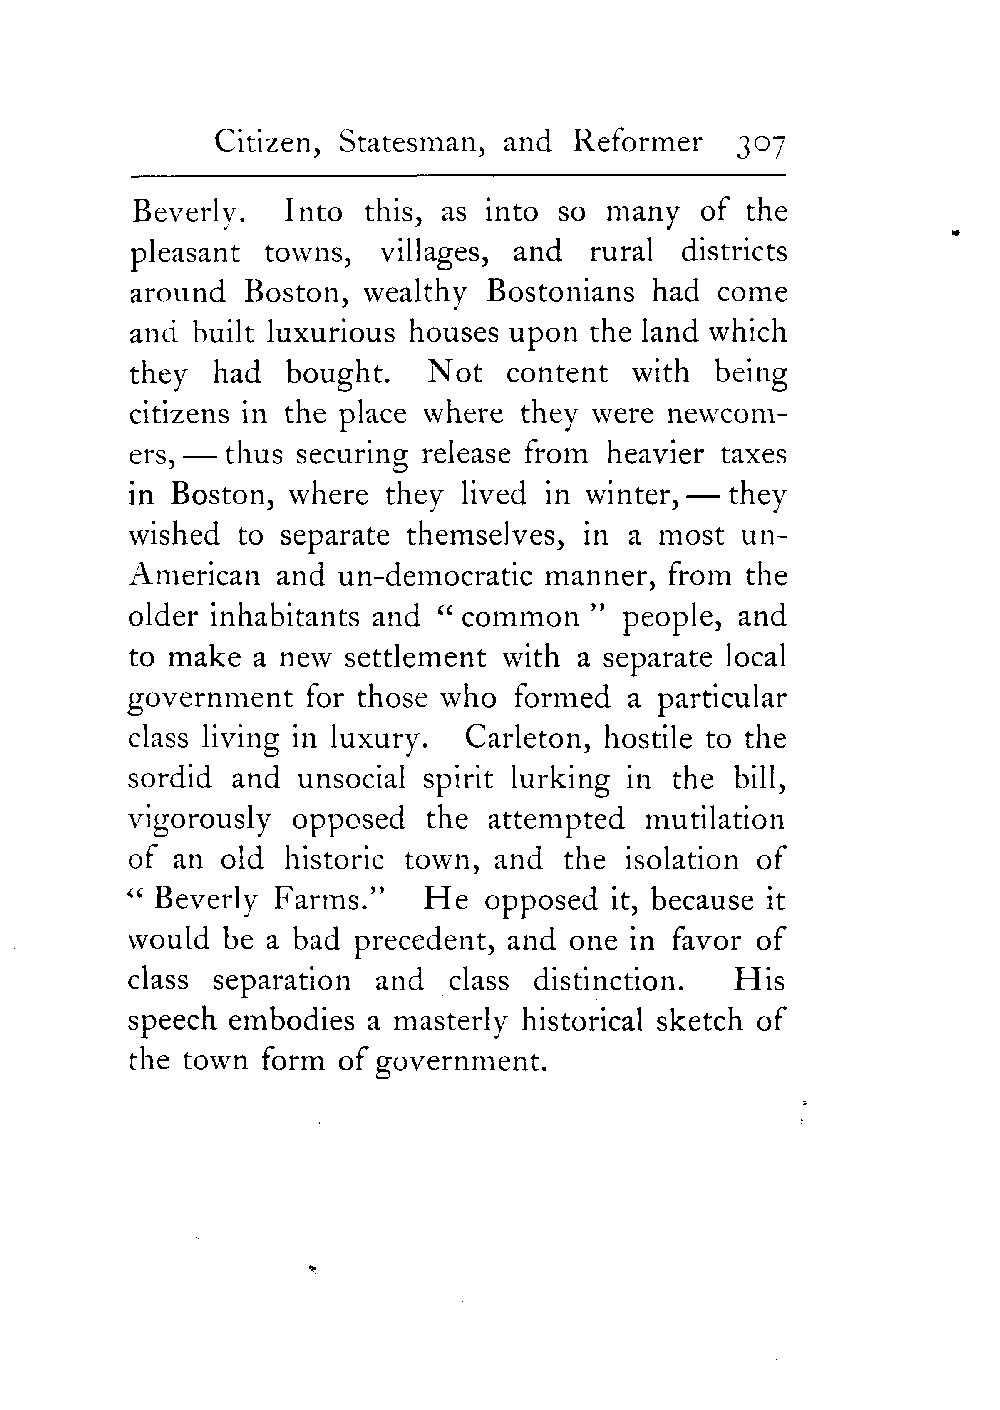 Citizen, Statesman, and Reformer 307
Beverly. Into this, as into so many of the
pleasant towns, villages, and rural districts
around Boston, wealthy Bostonians had come
and built luxurious houses upon the land which
they had bought. Not content with being
citizens in the place where they were newcom-
ers, — thus securing release from heavier taxes
in Boston, where they lived in winter, — they
wished to separate themselves, in a most un-
American and un-democratic manner, from the
older inhabitants and “ common ” people, and
to make a new settlement with a separate local
government for those who formed a particular
class living in luxury. Carleton, hostile to the
sordid and unsocial spirit lurking in the bill,
vigorously opposed the attempted mutilation
of an old historic town, and the isolation of
“ Beverly Farms.” He opposed it, because it
would be a bad precedent, and one in favor of
class separation and class distinction. His
speech embodies a masterly historical sketch of
the town form of government.